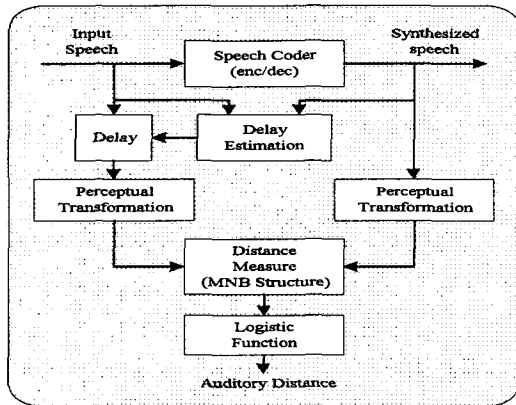 Input
Speech
Synthesized
speech
Speech Coder
(enc/dec)
Delay
Delay
Estimation
Perceptual
Transformation
Perceptual
Transformation
Distance
Measure
(MNB Structure)
Logistic
Function
Auditory Distance